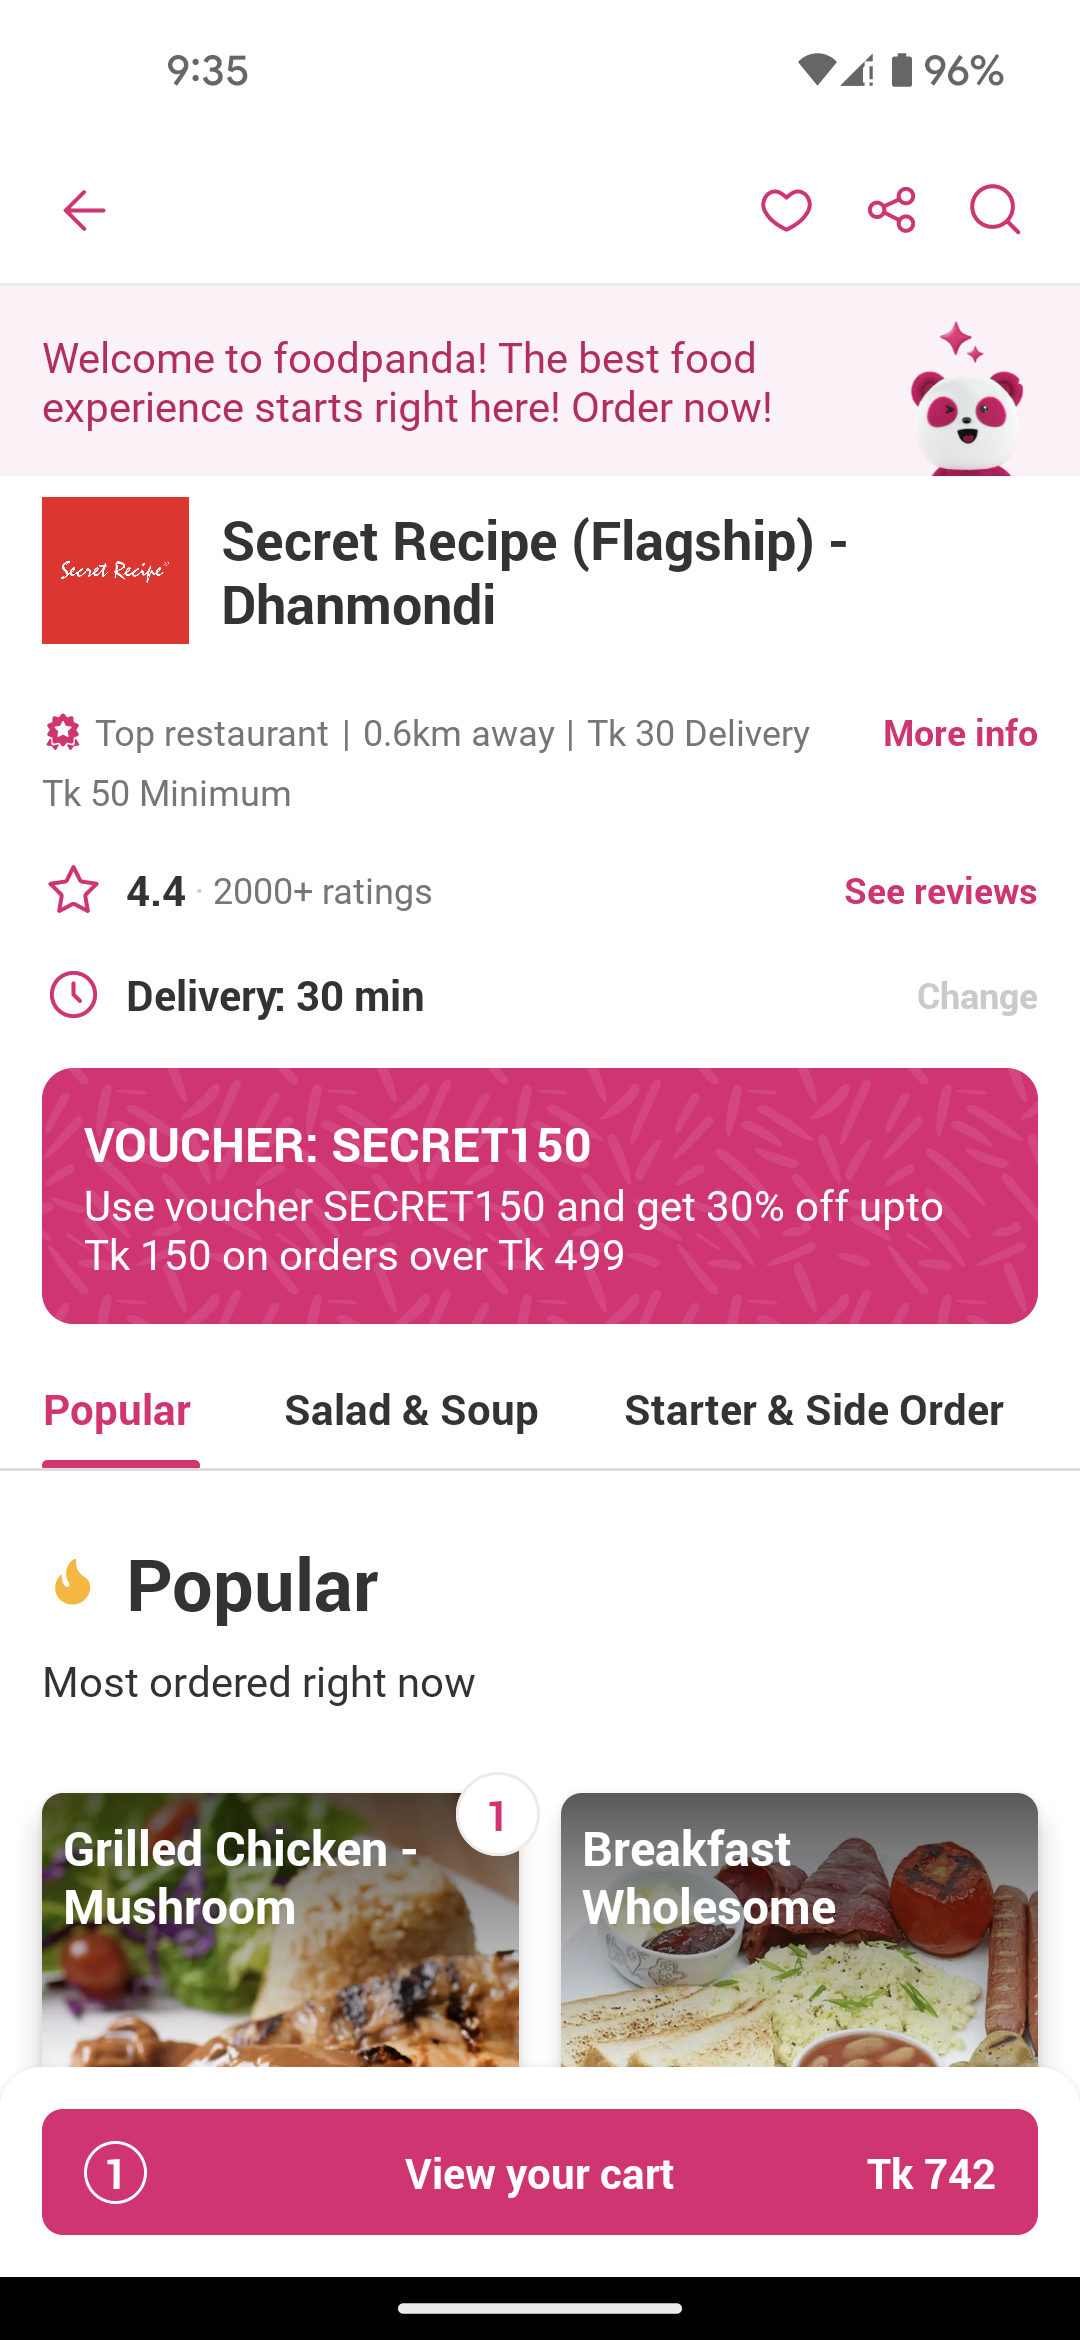 9:35
96%
Welcome to foodpanda! The best food
experience starts right here! Order now!
Secret Recipe
Secret Recipe (Flagship) -
Dhanmondi
Top restaurant | 0.6km away | Tk 30 Delivery
More info
Tk 50 Minimum
4.4 · 2000+ ratings
See reviews
Delivery: 30 min
Change
VOUCHER: SECRET150
Use voucher SECRET150 and get 30% off upto
Tk 150 on orders over Tk 499
Popular
Salad & Soup
Starter & Side Order
Popular
Most ordered right now
1
Grilled Chicken -
Mushroom
Breakfast
Wholesome
1
View your cart
Tk 742